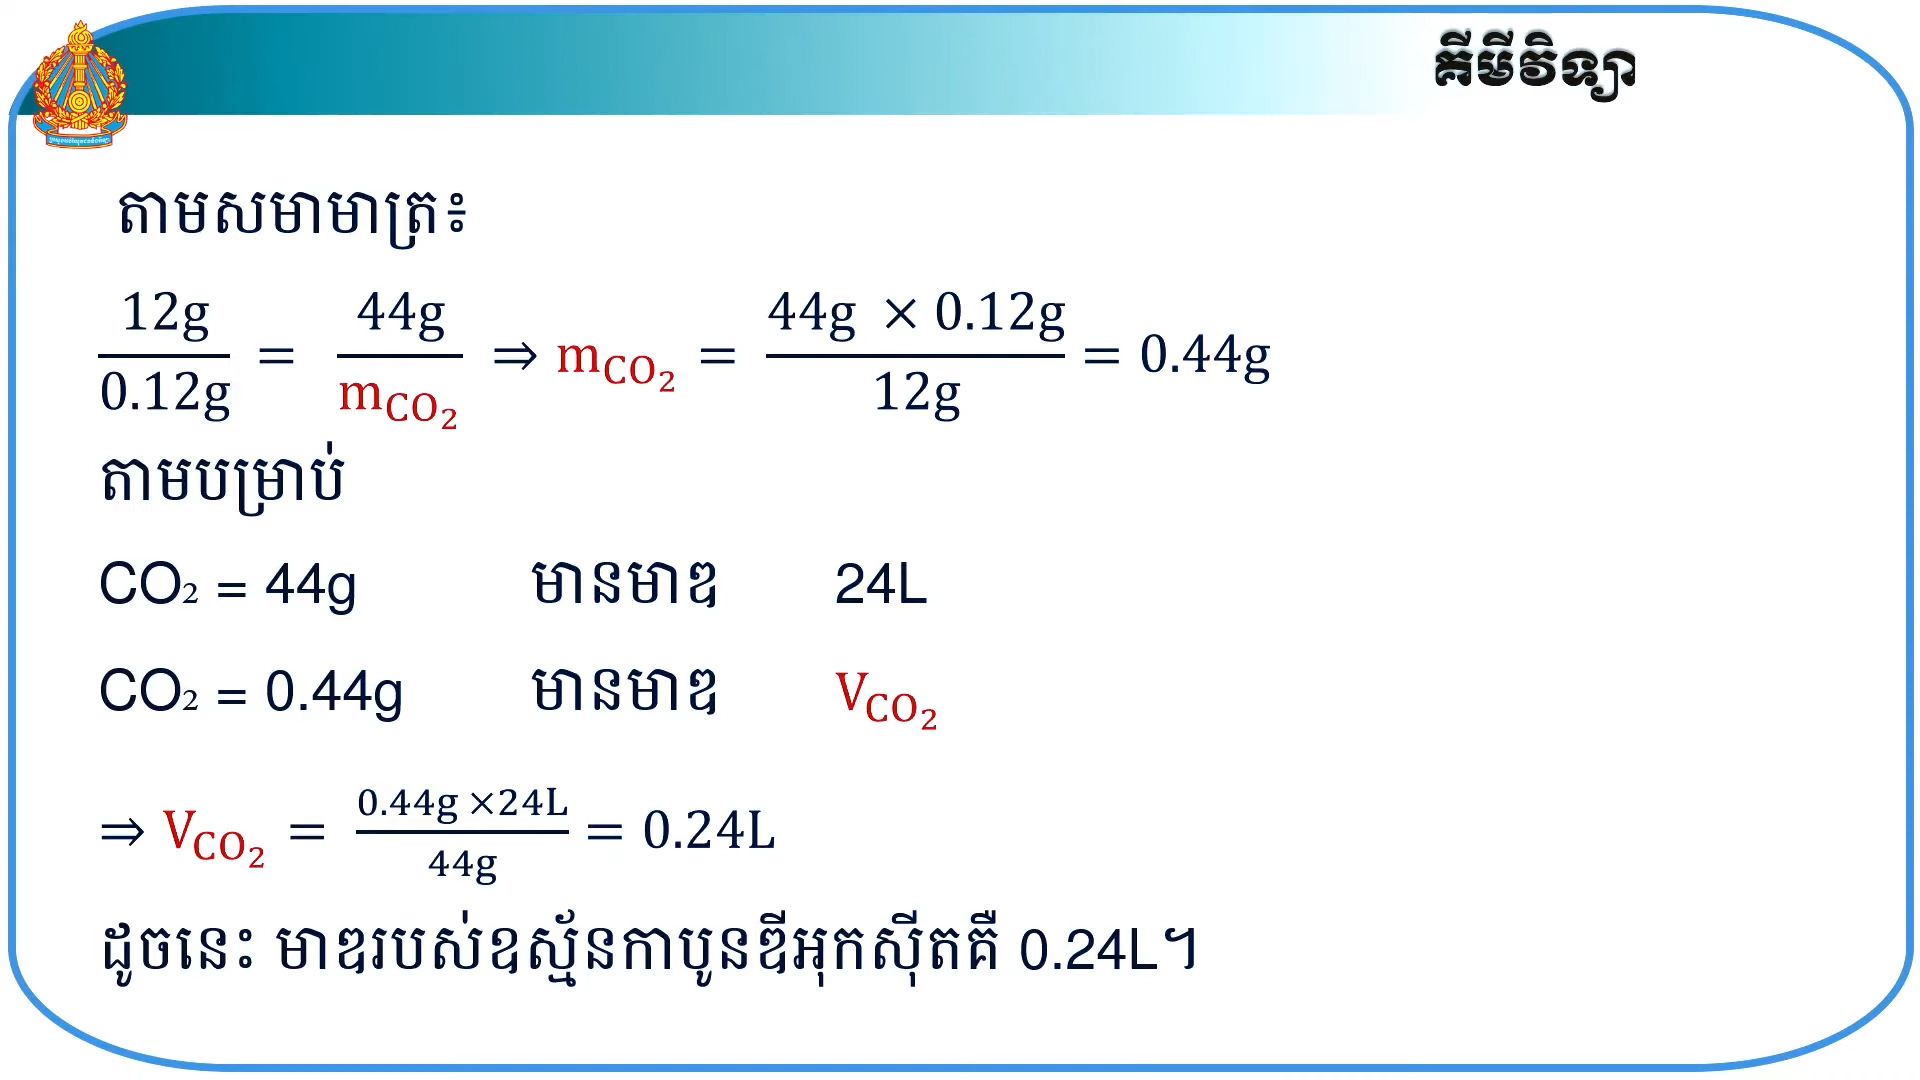 គីមីវិទ្យា
តាមសមាមាត្រ៖
12g/0.12g = 44g/mCO₂ ⇒ mCO₂ = 44g × 0.12g/12g = 0.44g
តាមបម្រាប់
CO₂ = 44g មានមាឌ 24L
CO₂ = 0.44g មានមាឌ VCO₂
⇒ VCO₂ = 0.44g ×24L/44g = 0.24L
ដូចនេះ មាឌរបស់ឧស្ម័នកាបូនឌីអុកស៊ីតគឺ 0.24L។